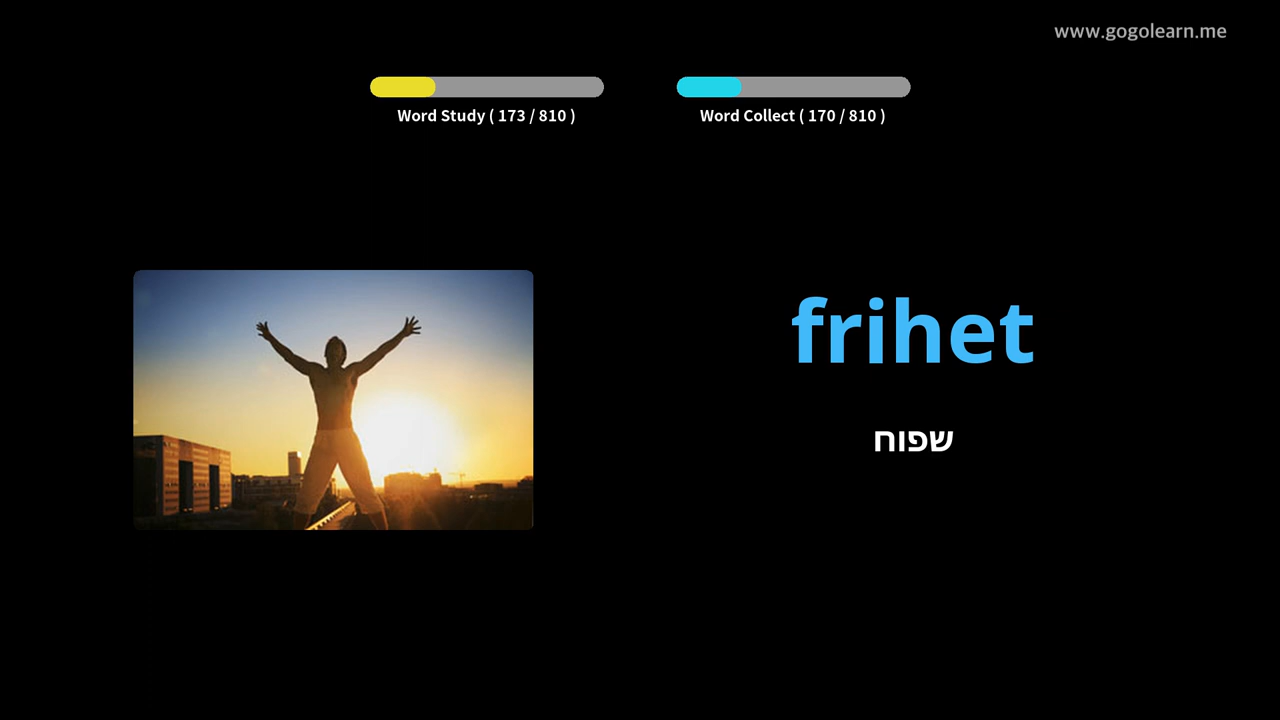 www.gogolearn.me
Word Study ( 173 / 810 )
Word Collect ( 170 / 810 )
frihet
שפוח